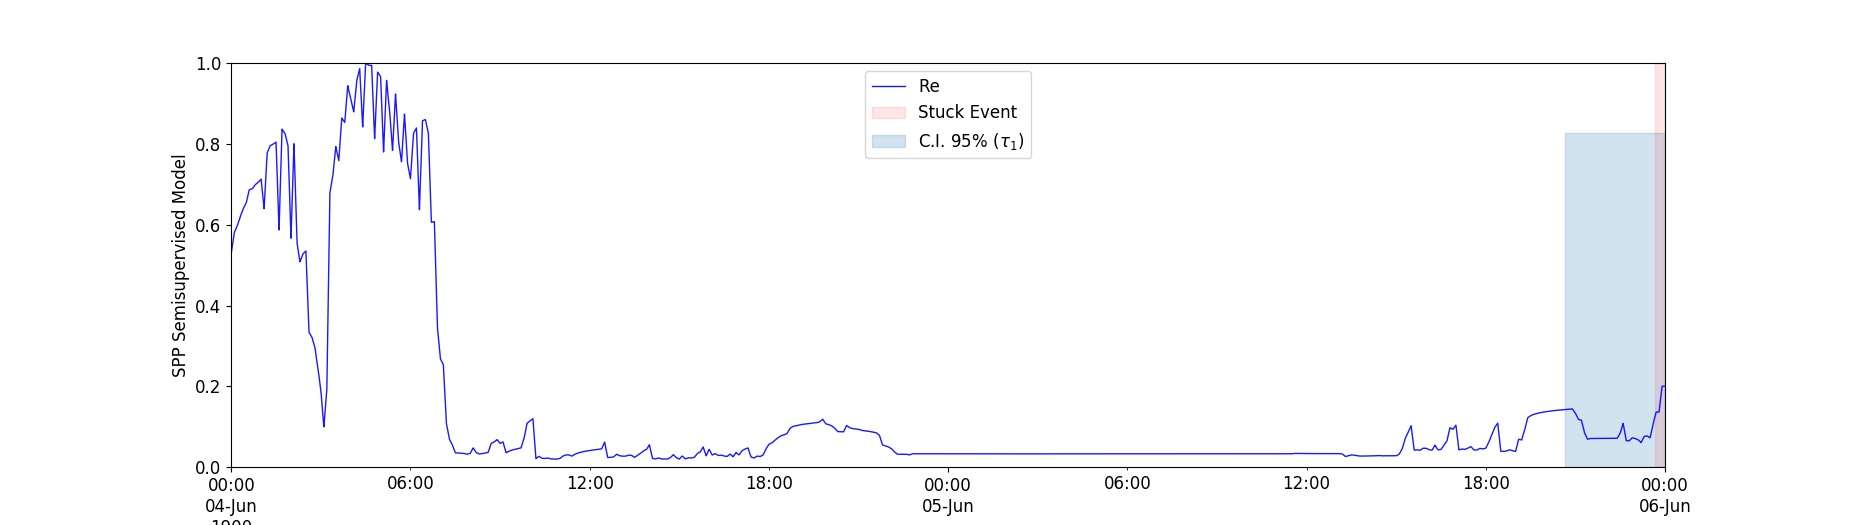 1.0
0.8
0.6
0.4
0.2
0.0
SPP Semisupervised Model
Re
Stuck Event
C.I. 95% (τ₁)
00:00 06:00 12:00 18:00 00:00 06:00 12:00 18:00 00:00
04-Jun 05-Jun 06-Jun
1900